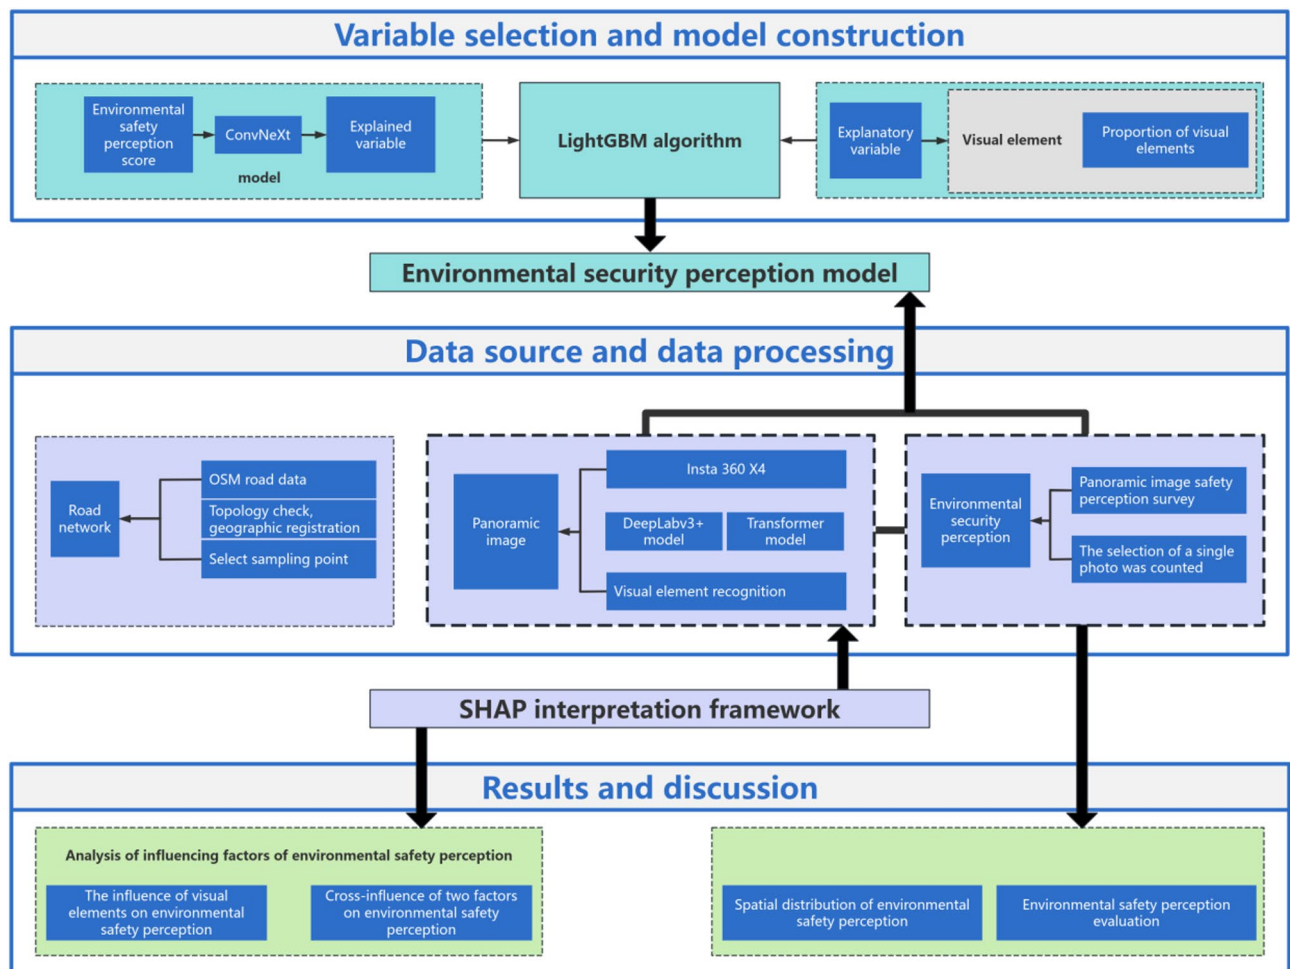 Variable selection and model construction
Environmental
safety
perception
score
ConvNeXt
Explained
variable
model
LightGBM algorithm
Explanatory
variable
Visual element
Proportion of visual
elements
Environmental security perception model
Data source and data processing
Road
network
OSM road data
Topology check,
geographic registration
Select sampling point
Panoramic
image
Insta 360 X4
DeepLabv3+
model
Transformer
model
Visual element recognition
Environmental
security
perception
Panoramic image safety
perception survey
The selection of a single
photo was counted
SHAP interpretation framework
Results and discussion
Analysis of influencing factors of environmental safety perception
The influence of visual
elements on environmental
safety perception
Cross-influence of two factors
on environmental safety
perception
Spatial distribution of environmental
safety perception
Environmental safety perception
evaluation